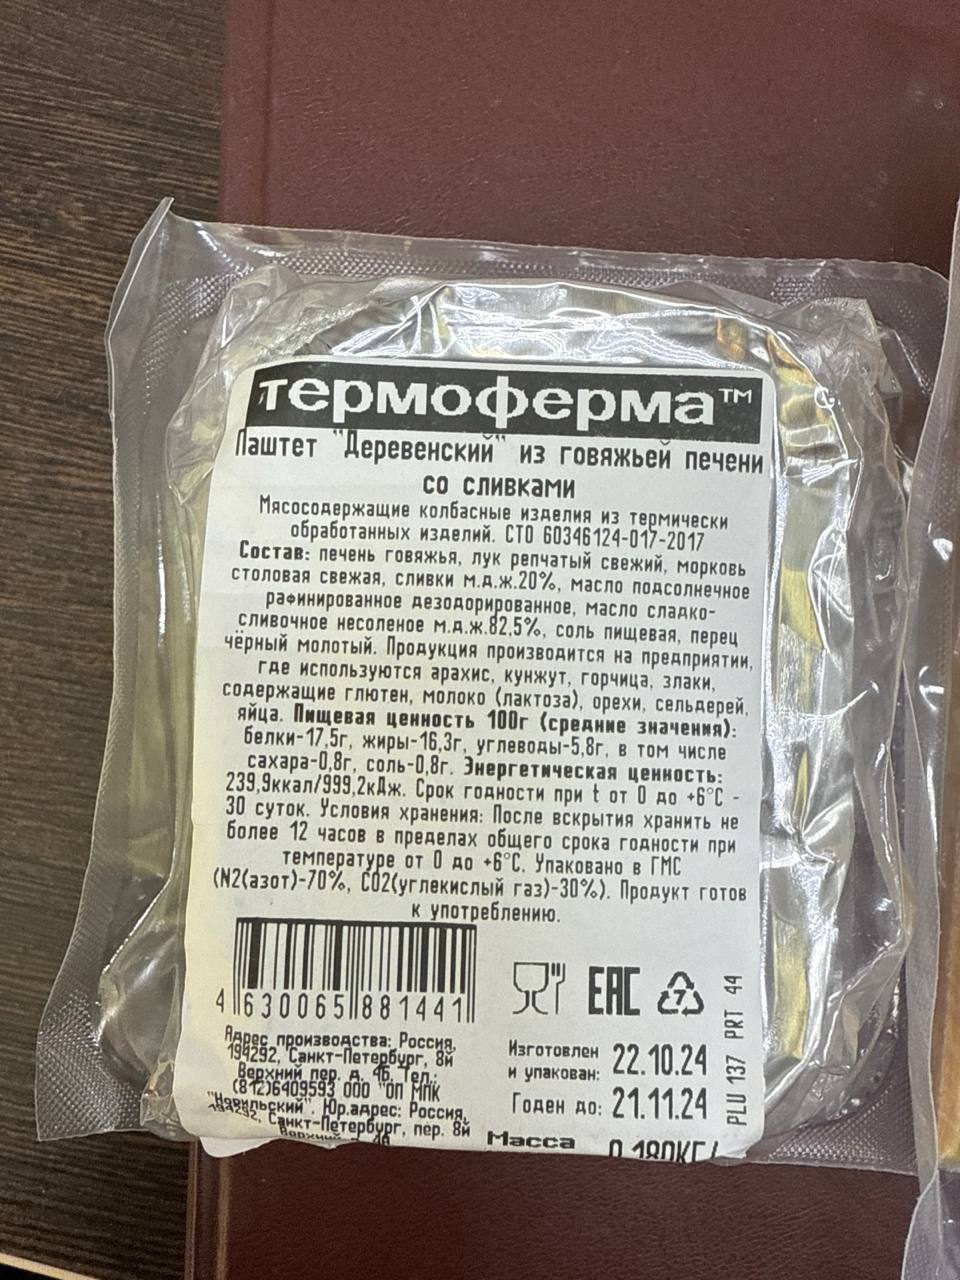 термоферма™
Паштет "Деревенский" из говяжьей печени
со сливками
Мясосодержащие колбасные изделия из термически
обработанных изделий. СТО 60346124-017-2017
Состав: печень говяжья, лук репчатый свежий, морковь
столовая свежая, сливки м.д.ж.20%, масло подсолнечное
рафинированное дезодорированное, масло сладко-
сливочное несоленое м.д.ж.82,5%, соль пищевая, перец
чёрный молотый. Продукция производится на предприятии,
где используются арахис, кунжут, горчица, злаки,
содержащие глютен, молоко (лактоза), орехи, сельдерей,
яйца. Пищевая ценность 100г (средние значения):
белки-17,5г, жиры-16,3г, углеводы-5,8г, в том числе
сахара-0,8г, соль-0,8г. Энергетическая ценность:
239,9ккал/999,2кДж. Срок годности при t от 0 до +6°С -
30 суток. Условия хранения: После вскрытия хранить не
более 12 часов в пределах общего срока годности при
температуре от 0 до +6°С. Упаковано в ГМС
(N2(азот)-70%, СО2(углекислый газ)-30%). Продукт готов
к употреблению.
4 630065 881441
EAC
7
Адрес производства: Россия,
194292, Санкт-Петербург, 8й
Верхний пер. д. 4Б. Тел.:
(812)6409593 ООО "ОП МПК
Юр.адрес: Россия,
194292, Санкт-Петербург, пер. 8й
Изготовлен
и упакован: 22.10.24
Годен до: 21.11.24
Масса 0,180КГ
PLU 137 PRT 44